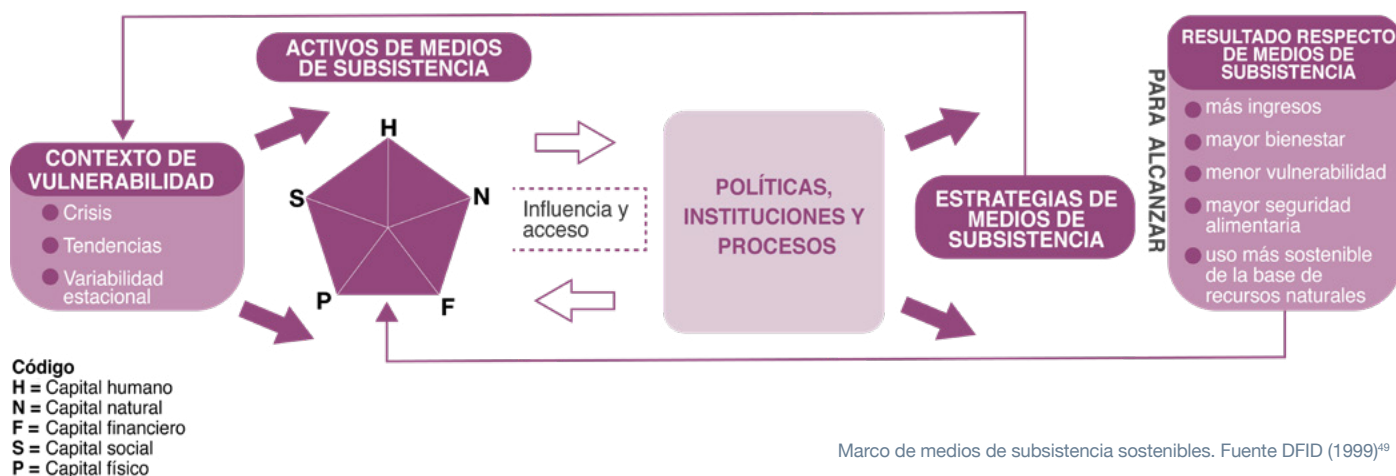 ACTIVOS DE MEDIOS
DE SUBSISTENCIA
CONTEXTO DE
VULNERABILIDAD
Crisis
Tendencias
Variabilidad
estacional
H
S
N
P
F
Influencia y
acceso
POLÍTICAS,
INSTITUCIONES Y
PROCESOS
ESTRATEGIAS DE
MEDIOS DE
SUBSISTENCIA
PARA ALCANZAR
RESULTADO RESPECTO
DE MEDIOS DE
SUBSISTENCIA
más ingresos
mayor bienestar
menor vulnerabilidad
mayor seguridad
alimentaria
uso más sostenible
de la base de
recursos naturales
Código
H = Capital humano
N = Capital natural
F = Capital financiero
S = Capital social
P = Capital físico
Marco de medios de subsistencia sostenibles. Fuente DFID (1999)⁴⁹